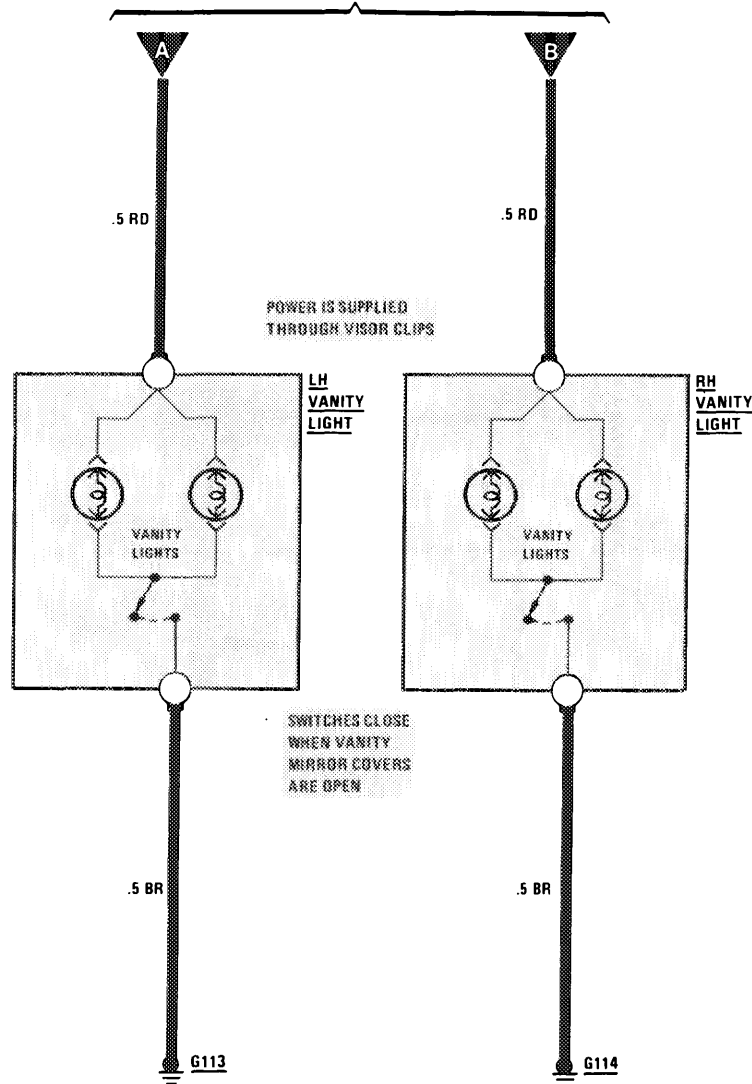 A
B
.5 RD
.5 RD
POWER IS SUPPLIED
THROUGH VISOR CLIPS
LH
VANITY
LIGHT
RH
VANITY
LIGHT
VANITY
LIGHTS
VANITY
LIGHTS
SWITCHES CLOSE
WHEN VANITY
MIRROR COVERS
ARE OPEN
.5 BR
.5 BR
G113
G114